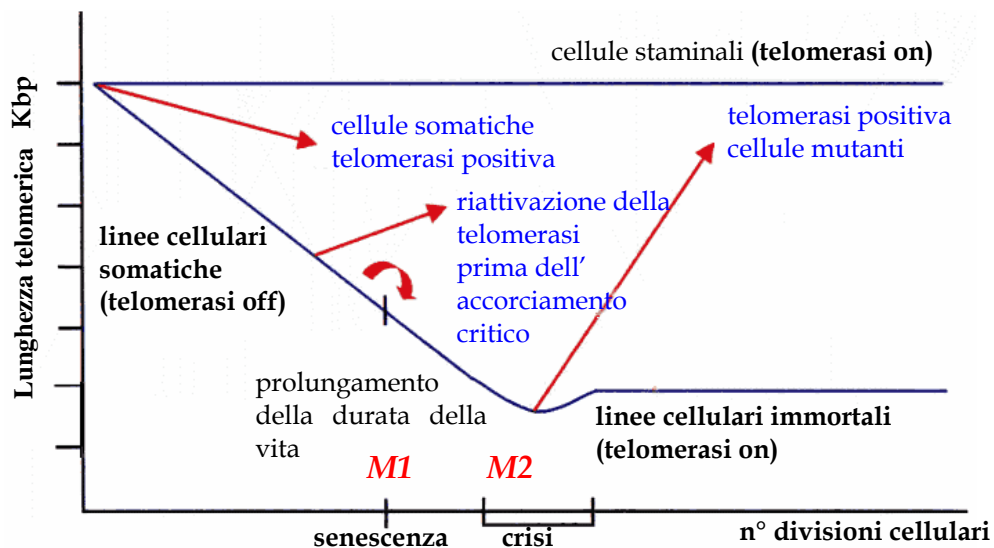 cellule staminali (telomerasi on)
Lunghezza telomerica Kbp
cellule somatiche
telomerasi positiva
telomerasi positiva
cellule mutanti
riattivazione della
telomerasi
prima dell'
accorciamento
critico
linee cellulari
somatiche
(telomerasi off)
prolungamento
della durata della
vita
linee cellulari immortali
(telomerasi on)
M1
M2
senescenza
crisi
n° divisioni cellulari